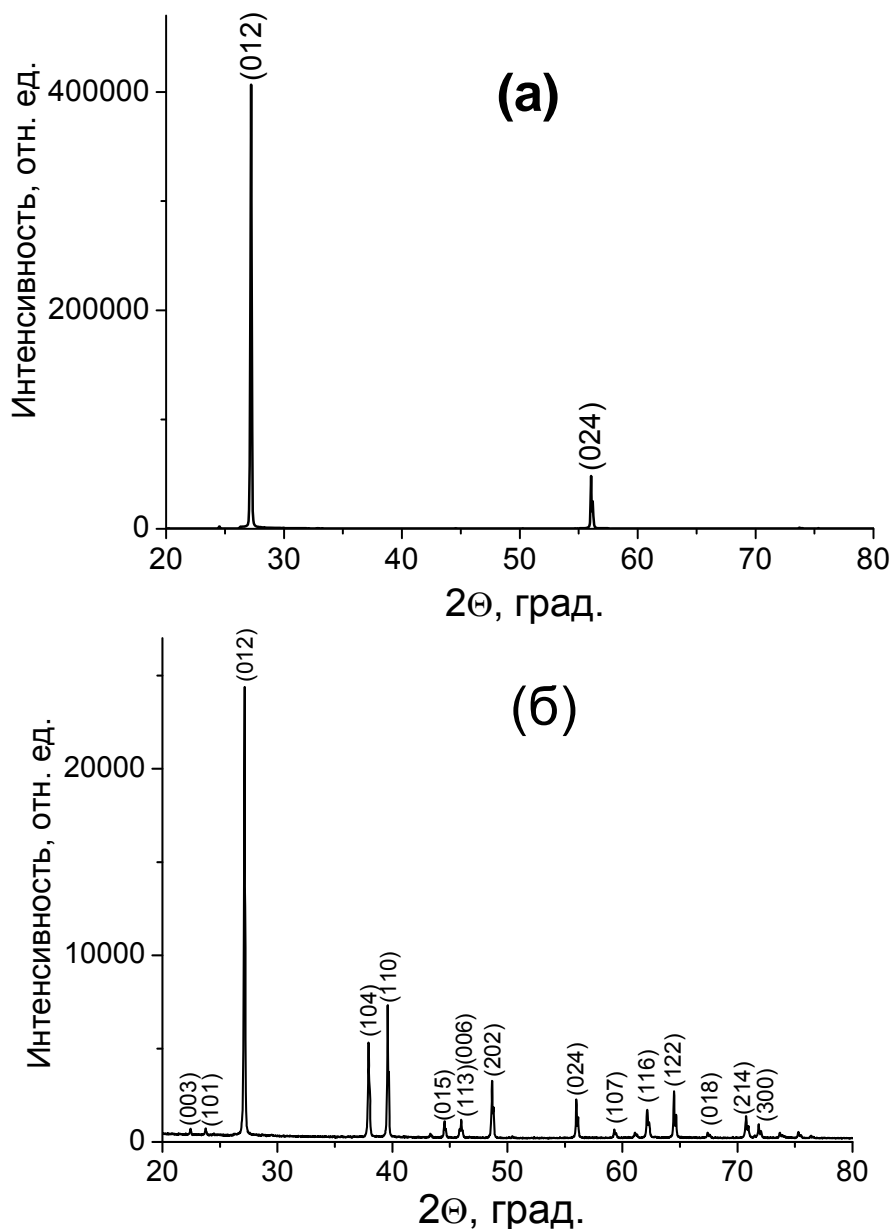 (012)
(a)
400000
Интенсивность, отн. ед.
200000
(024)
0
20 30 40 50 60 70 80
2Θ, град.
(012)
(б)
Интенсивность, отн. ед.
20000
10000
(003) (101) (104) (110) (015) (113) (006) (202) (024) (107) (116) (122) (018) (214) (300)
0
20 30 40 50 60 70 80
2Θ, град.